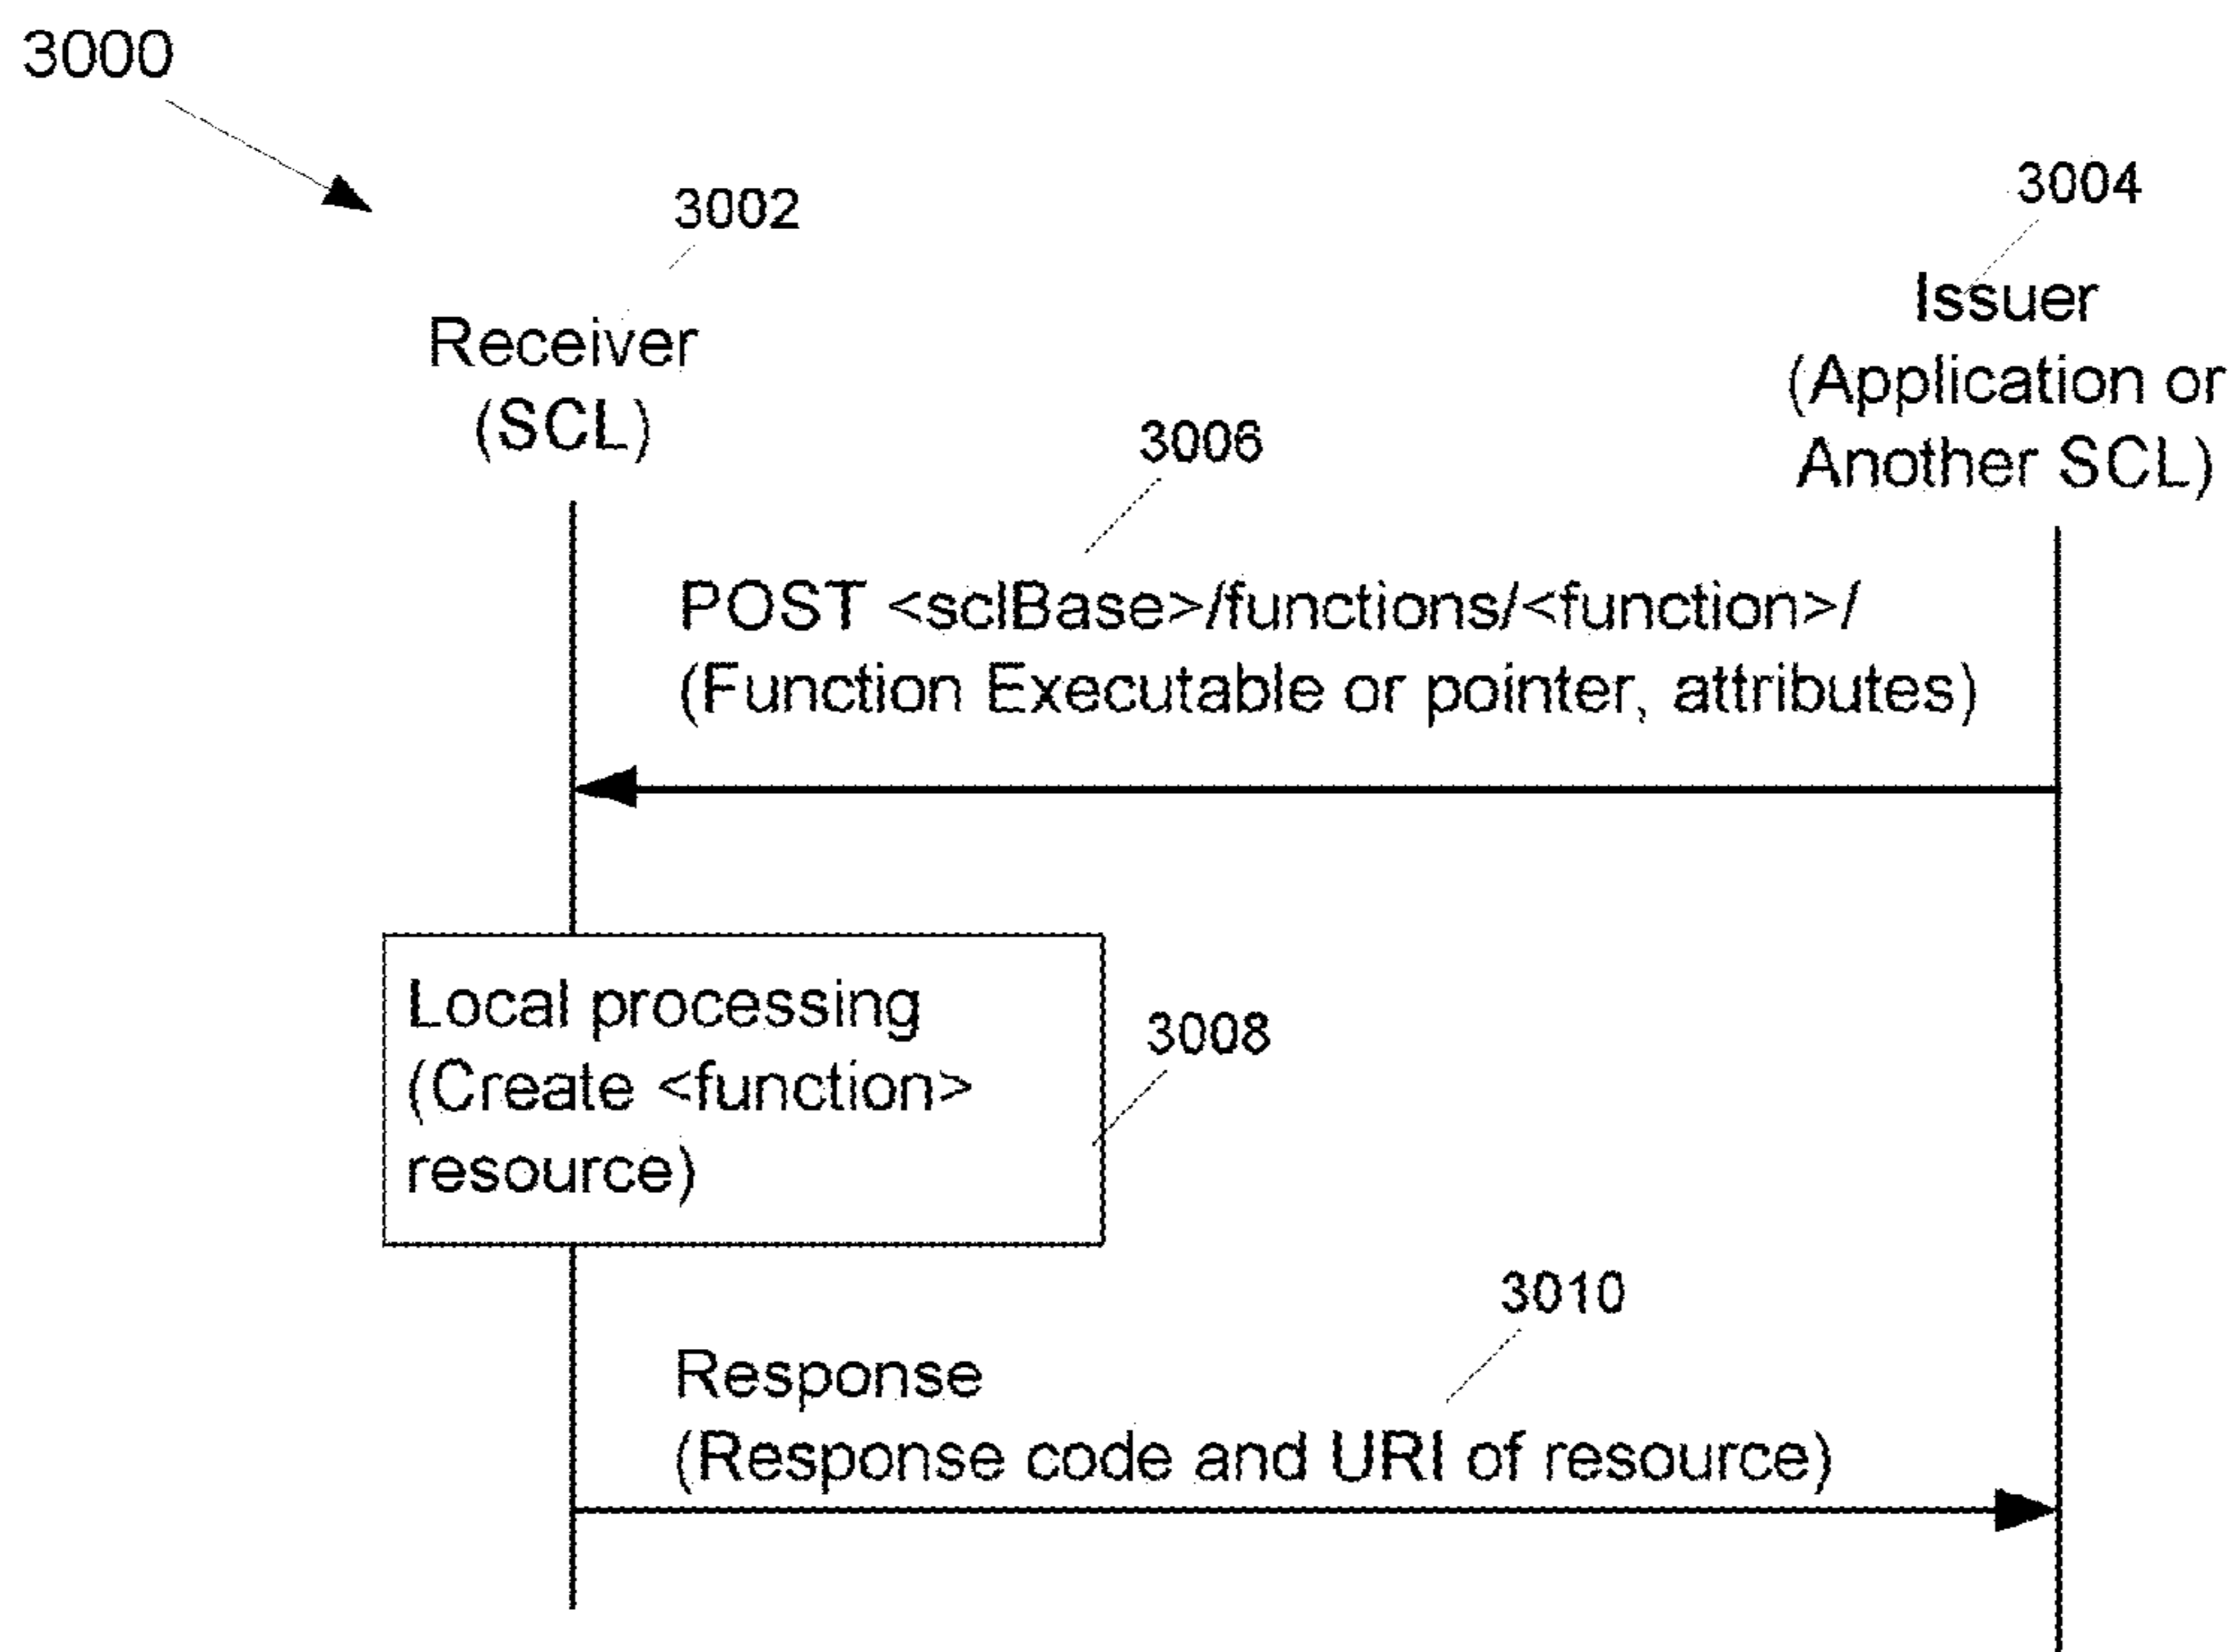 3000
3002
3004
Receiver
(SCL)
Issuer
(Application or
Another SCL)
3006
POST <sclBase>/functions/<function>/
(Function Executable or pointer, attributes)
Local processing
(Create <function>
resource)
3008
3010
Response
(Response code and URI of resource)